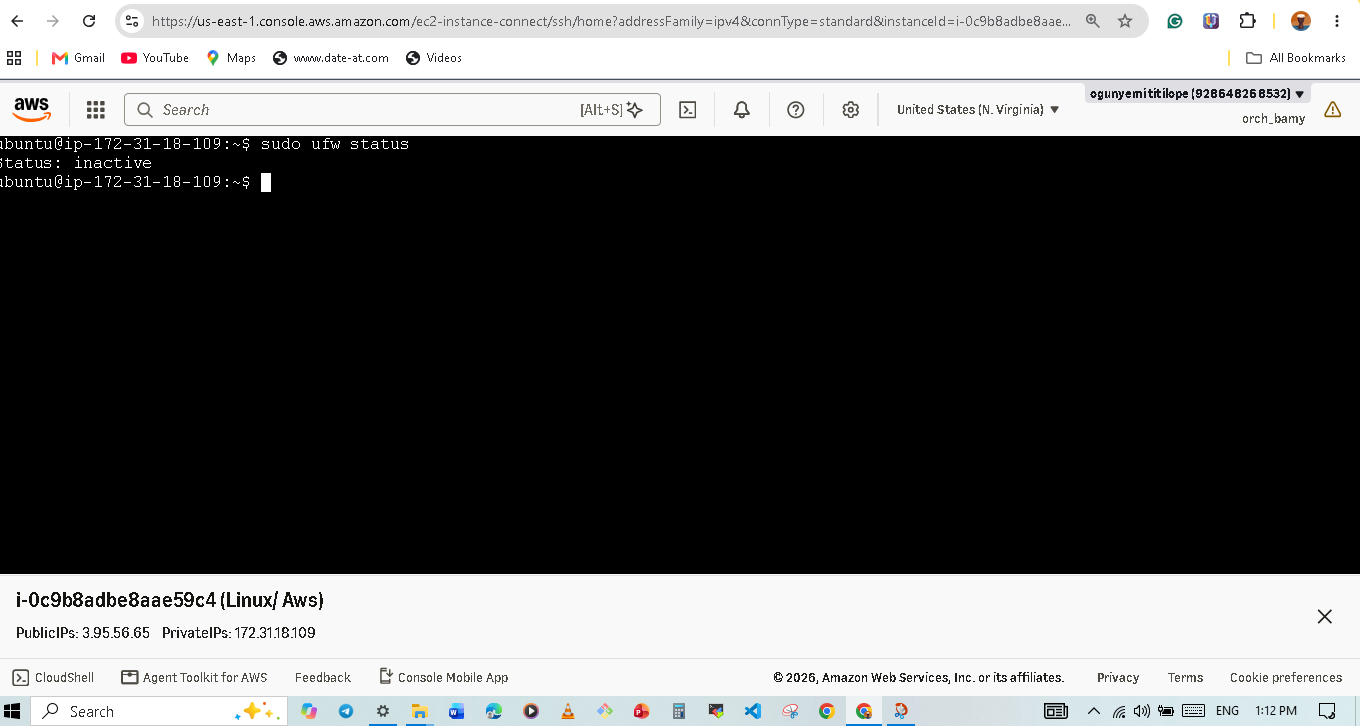 https://us-east-1.console.aws.amazon.com/ec2-instance-connect/ssh/home?addressFamily=ipv4&connType=standard&instanceId=i-0c9b8adbe8aae...
Gmail
YouTube
Maps
www.date-at.com
Videos
All Bookmarks
aws
Search
[Alt+S]
United States (N. Virginia)
ogunyemititilope (928648268532)
orch_bamy
ubuntu@ip-172-31-18-109:~$ sudo ufw status
Status: inactive
ubuntu@ip-172-31-18-109:~$
i-0c9b8adbe8aae59c4 (Linux/ Aws)
PublicIPs: 3.95.56.65 PrivateIPs: 172.31.18.109
CloudShell
Agent Toolkit for AWS
Feedback
Console Mobile App
© 2026, Amazon Web Services, Inc. or its affiliates.
Privacy
Terms
Cookie preferences
Search
ENG
1:12 PM